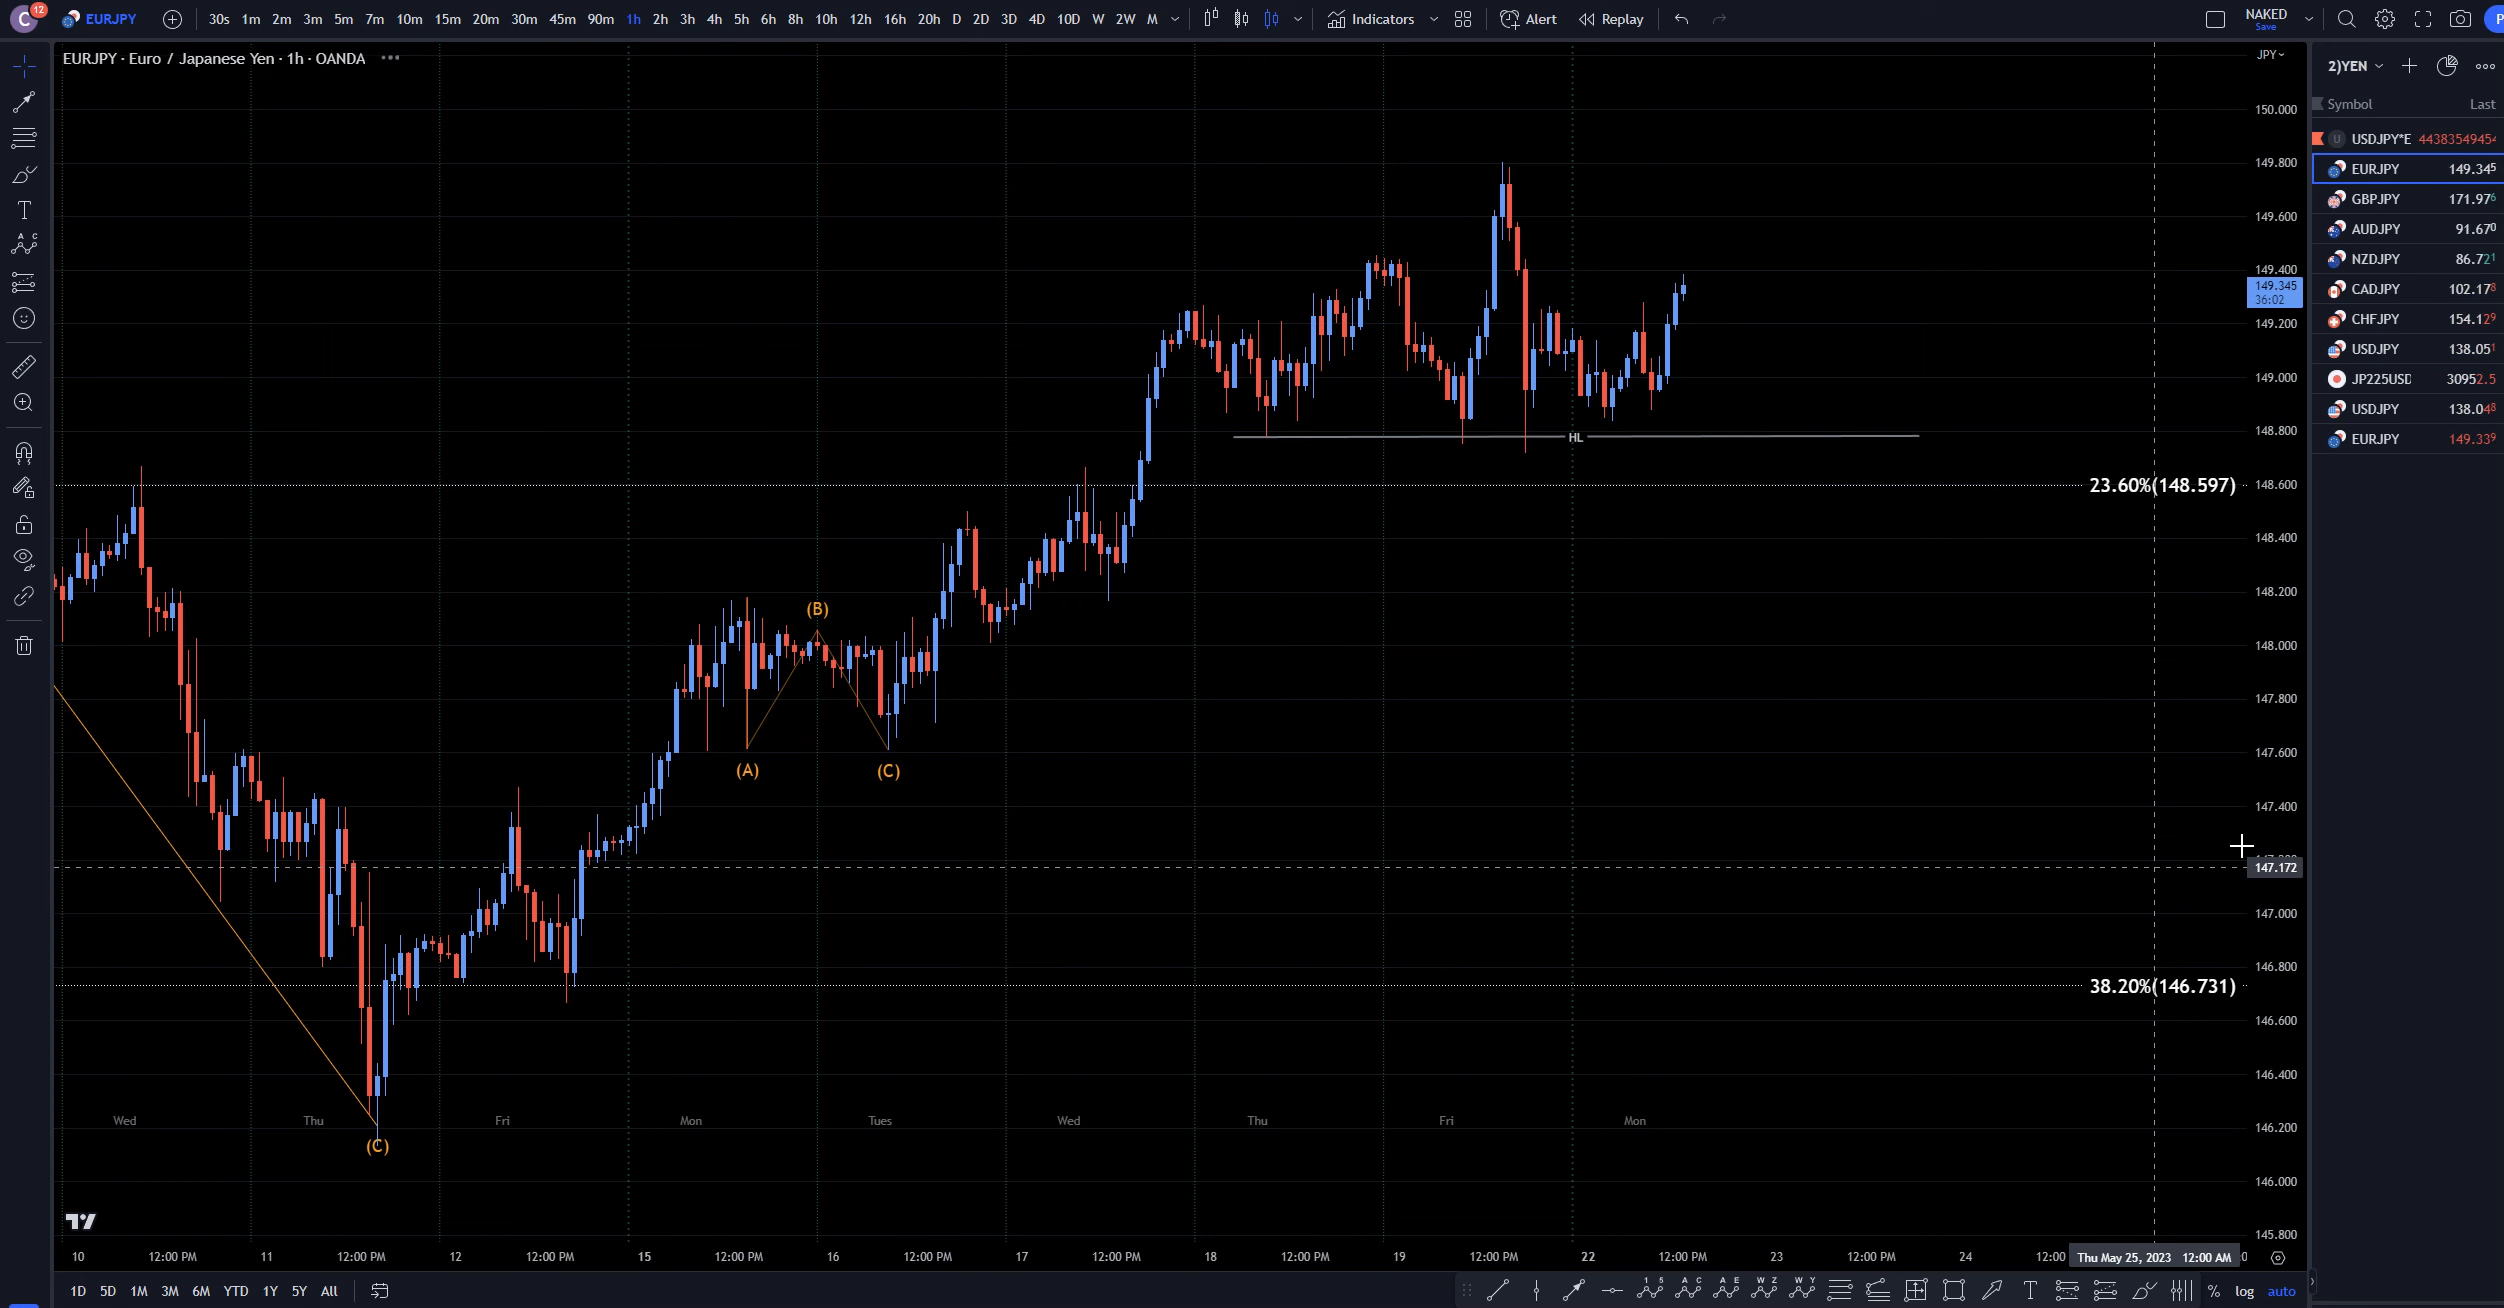 C 12 EURJPY 30s 1m 2m 3m 5m 7m 10m 15m 20m 30m 45m 90m 1h 2h 3h 4h 5h 6h 8h 10h 12h 16h 20h D 2D 3D 4D 10D W 2W M Indicators Alert Replay NAKED
Save
EURJPY · Euro / Japanese Yen · 1h · OANDA
JPY
2)YEN
Symbol Last
USDJPY*E 4438354945
EURJPY 149.345
GBPJPY 171.976
AUDJPY 91.670
NZDJPY 86.721
CADJPY 102.178
CHFJPY 154.129
USDJPY 138.051
JP225USD 30952.5
USDJPY 138.048
EURJPY 149.339
150.000
149.800
149.600
149.400
149.345
36:02
149.200
149.000
148.800
HL
23.60%(148.597)
148.600
148.400
148.200
(B)
148.000
147.800
147.600
(A)
(C)
147.400
147.172
147.000
146.800
38.20%(146.731)
146.600
146.400
146.200
146.000
145.800
Wed Thu Fri Mon Tues Wed Thu Fri Mon
(C)
10 12:00 PM 11 12:00 PM 12 12:00 PM 15 12:00 PM 16 12:00 PM 17 12:00 PM 18 12:00 PM 19 12:00 PM 22 12:00 PM 23 12:00 PM 24 12:00 Thu May 25, 2023 12:00 AM
1D 5D 1M 3M 6M YTD 1Y 5Y All
% log auto